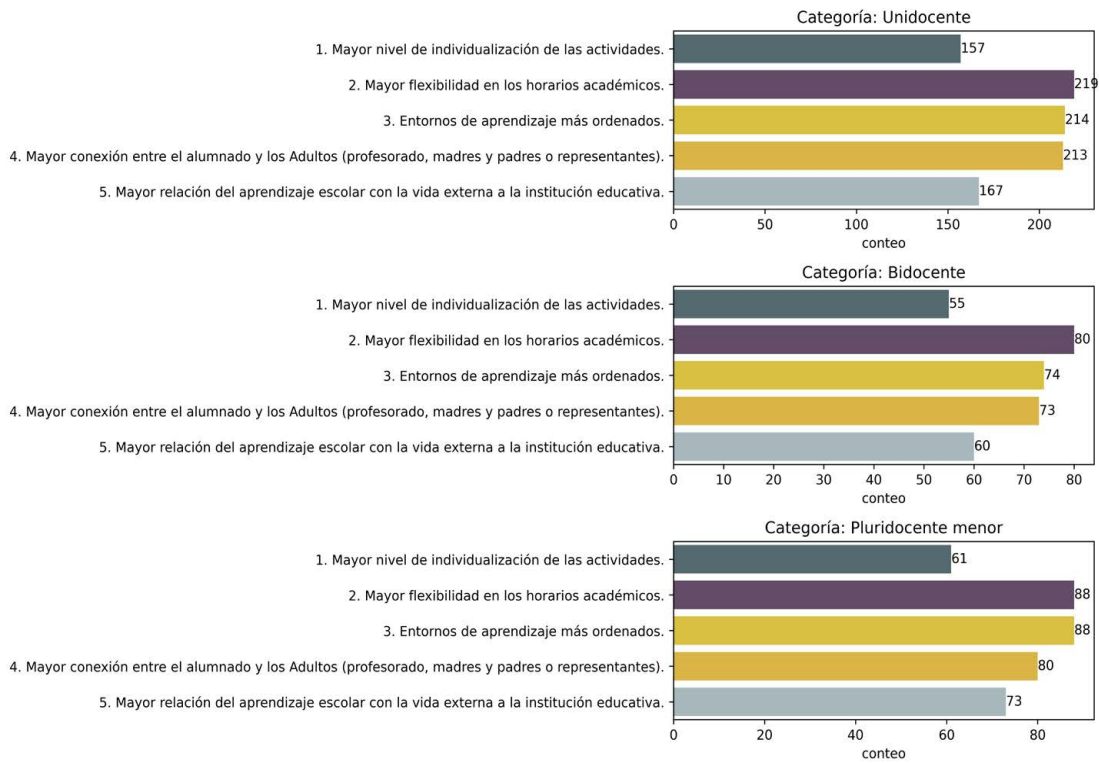 Categoría: Unidocente
1. Mayor nivel de individualización de las actividades.
157
2. Mayor flexibilidad en los horarios académicos.
219
3. Entornos de aprendizaje más ordenados.
214
4. Mayor conexión entre el alumnado y los Adultos (profesorado, madres y padres o representantes).
213
5. Mayor relación del aprendizaje escolar con la vida externa a la institución educativa.
167
0 50 100 150 200
conteo
Categoría: Bidocente
1. Mayor nivel de individualización de las actividades.
55
2. Mayor flexibilidad en los horarios académicos.
80
3. Entornos de aprendizaje más ordenados.
74
4. Mayor conexión entre el alumnado y los Adultos (profesorado, madres y padres o representantes).
73
5. Mayor relación del aprendizaje escolar con la vida externa a la institución educativa.
60
0 10 20 30 40 50 60 70 80
conteo
Categoría: Pluridocente menor
1. Mayor nivel de individualización de las actividades.
61
2. Mayor flexibilidad en los horarios académicos.
88
3. Entornos de aprendizaje más ordenados.
88
4. Mayor conexión entre el alumnado y los Adultos (profesorado, madres y padres o representantes).
80
5. Mayor relación del aprendizaje escolar con la vida externa a la institución educativa.
73
0 20 40 60 80
conteo